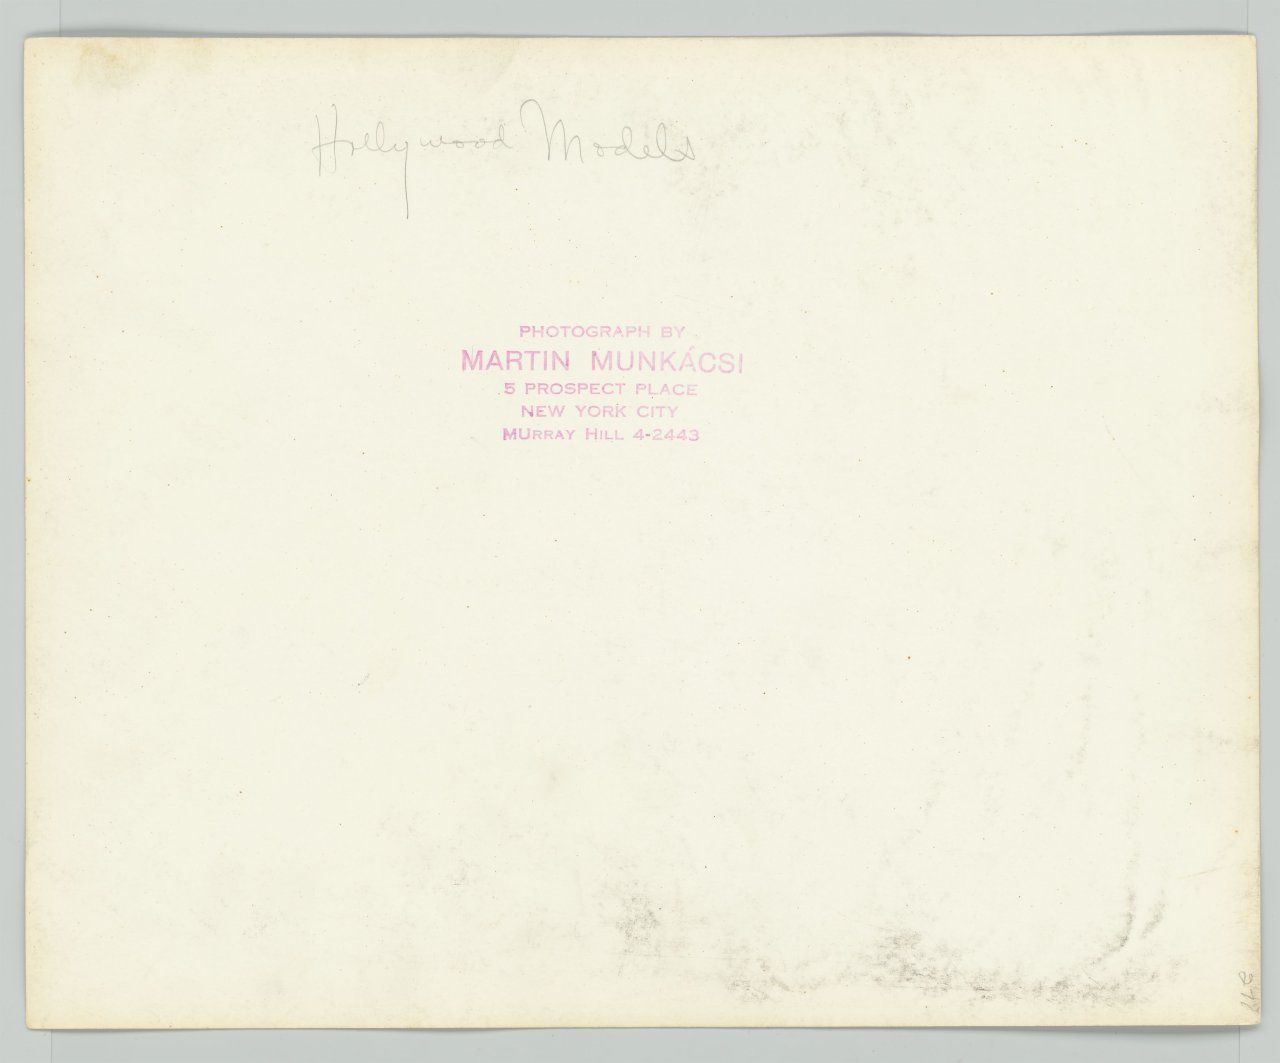 Hollywood Models
PHOTOGRAPH BY
MARTIN MUNKÁCSI
5 PROSPECT PLACE
NEW YORK CITY
MURRAY HILL 4-2443